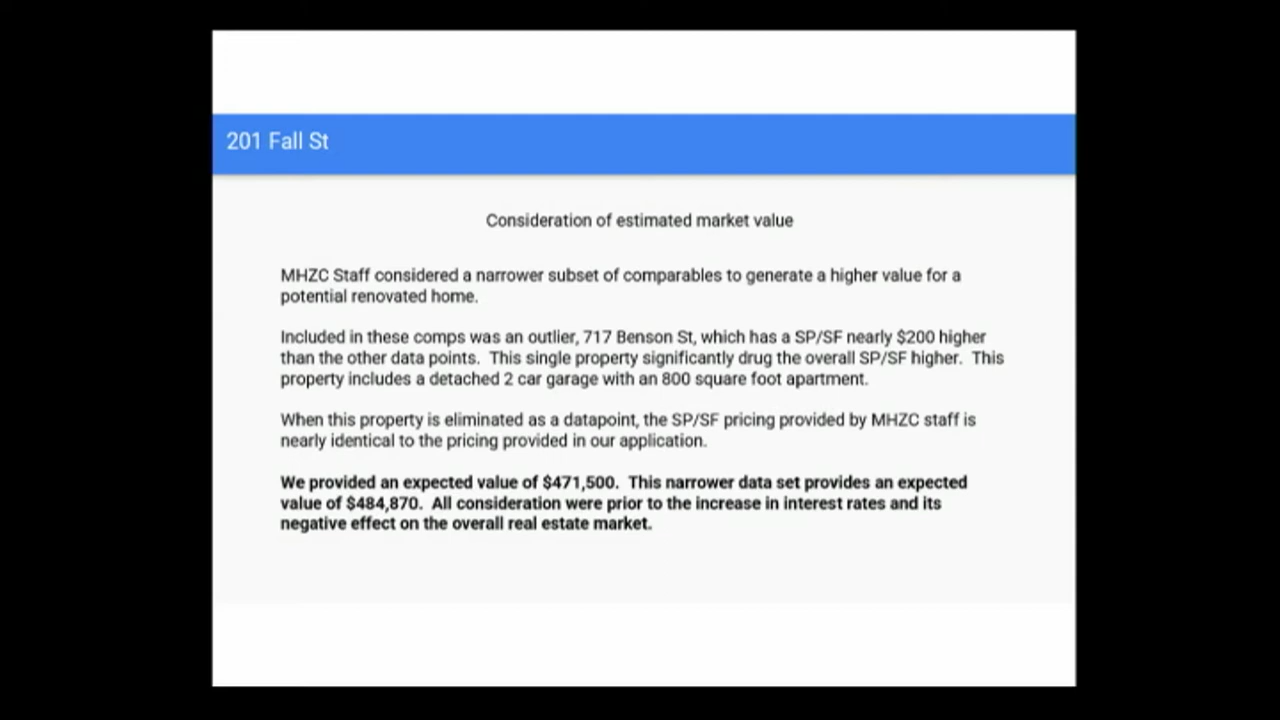 201 Fall St
Consideration of estimated market value
MHZC Staff considered a narrower subset of comparables to generate a higher value for a
potential renovated home.
Included in these comps was an outlier, 717 Benson St, which has a SP/SF nearly $200 higher
than the other data points. This single property significantly drug the overall SP/SF higher. This
property includes a detached 2 car garage with an 800 square foot apartment.
When this property is eliminated as a datapoint, the SP/SF pricing provided by MHZC staff is
nearly identical to the pricing provided in our application.
We provided an expected value of $471,500. This narrower data set provides an expected
value of $484,870. All consideration were prior to the increase in interest rates and its
negative effect on the overall real estate market.